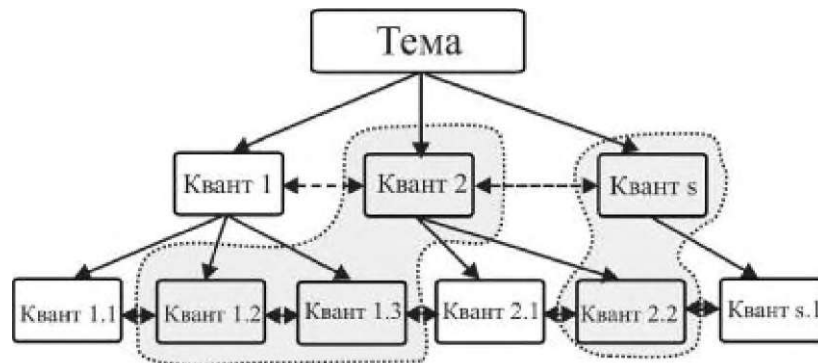 Тема
Квант 1
Квант 2
Квант s
Квант 1.1
Квант 1.2
Квант 1.3
Квант 2.1
Квант 2.2
Квант s.1